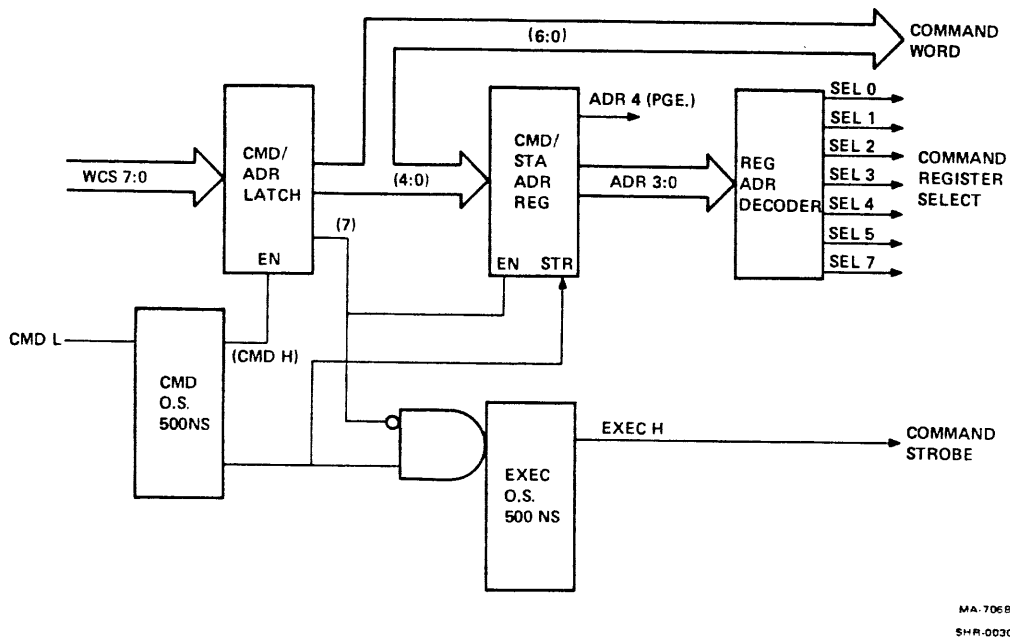 (6:0)
COMMAND
WORD
WCS 7:0
CMD/
ADR
LATCH
EN
(4:0)
(7)
CMD/
STA
ADR
REG
EN STR
ADR 4 (PGE.)
ADR 3:0
REG
ADR
DECODER
SEL 0
SEL 1
SEL 2
SEL 3
SEL 4
SEL 5
SEL 7
COMMAND
REGISTER
SELECT
CMD L
(CMD H)
CMD
O.S.
500NS
EXEC
O.S.
500 NS
EXEC H
COMMAND
STROBE
MA-7068
SHR-0030